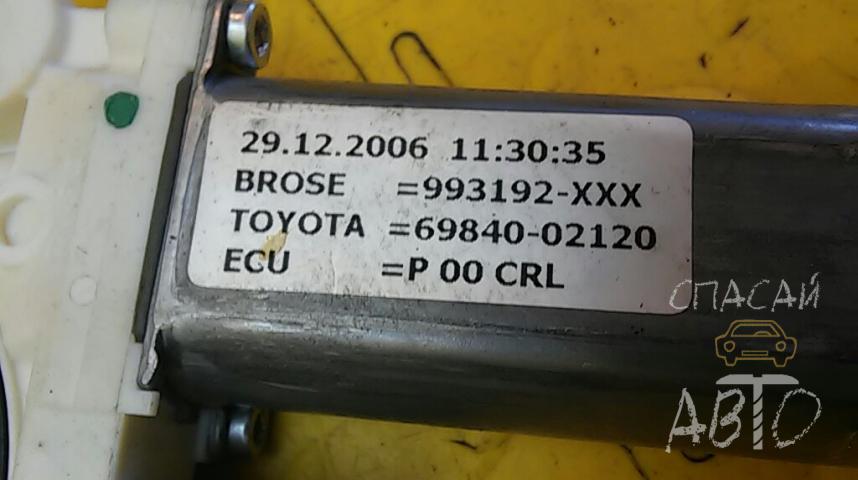 29.12.2006 11:30:35
BROSE =993192-XXX
TOYOTA =69840-02120
ECU =P 00 CRL
СПАСАЙ
АВТО